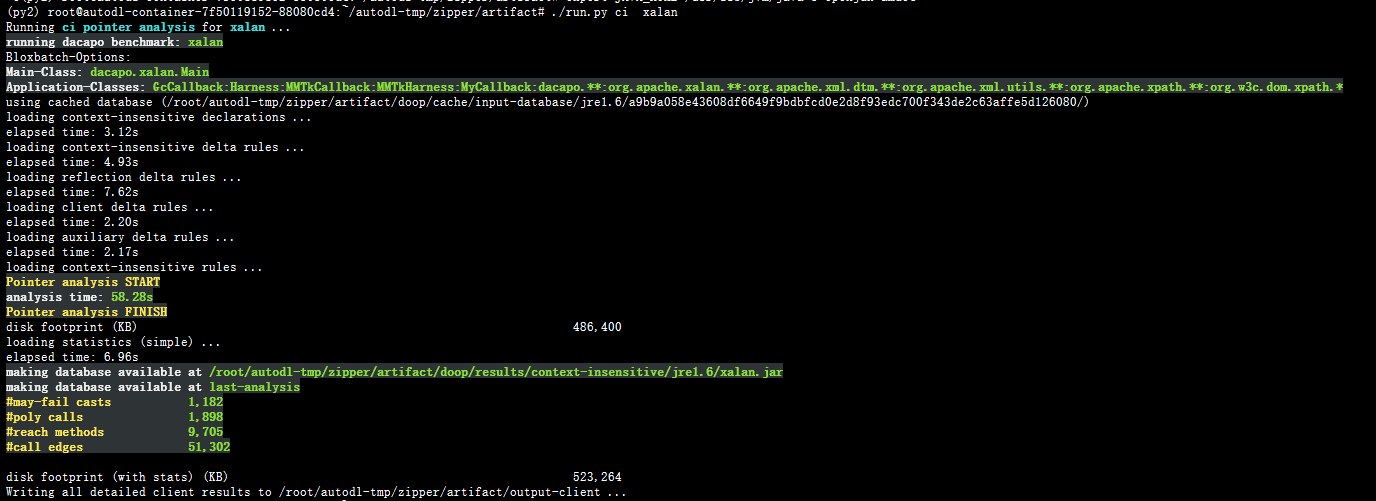 (py2) root@autodl-container-7f50119152-88080cd4:~/autodl-tmp/zipper/artifact# ./run.py ci  xalan
Running ci pointer analysis for xalan ...
running dacapo benchmark: xalan
Bloxbatch-Options:
Main-Class: dacapo.xalan.Main
Application-Classes: GcCallback:Harness:MMTkCallback:MMTkHarness:MyCallback:dacapo.**:org.apache.xalan.**:org.apache.xml.dtm.**:org.apache.xml.utils.**:org.apache.xpath.**:org.w3c.dom.xpath.*
using cached database (/root/autodl-tmp/zipper/artifact/doop/cache/input-database/jre1.6/a9b9a058e43608df6649f9bdbfcd0e2d8f93edc700f343de2c63affe5d126080/)
loading context-insensitive declarations ...
elapsed time: 3.12s
loading context-insensitive delta rules ...
elapsed time: 4.93s
loading reflection delta rules ...
elapsed time: 7.62s
loading client delta rules ...
elapsed time: 2.20s
loading auxiliary delta rules ...
elapsed time: 2.17s
loading context-insensitive rules ...
Pointer analysis START
analysis time: 58.28s
Pointer analysis FINISH
disk footprint (KB) 486,400
loading statistics (simple) ...
elapsed time: 6.96s
making database available at /root/autodl-tmp/zipper/artifact/doop/results/context-insensitive/jre1.6/xalan.jar
making database available at last-analysis
#may-fail casts 1,182
#poly calls 1,898
#reach methods 9,705
#call edges 51,302
disk footprint (with stats) (KB) 523,264
Writing all detailed client results to /root/autodl-tmp/zipper/artifact/output-client ...